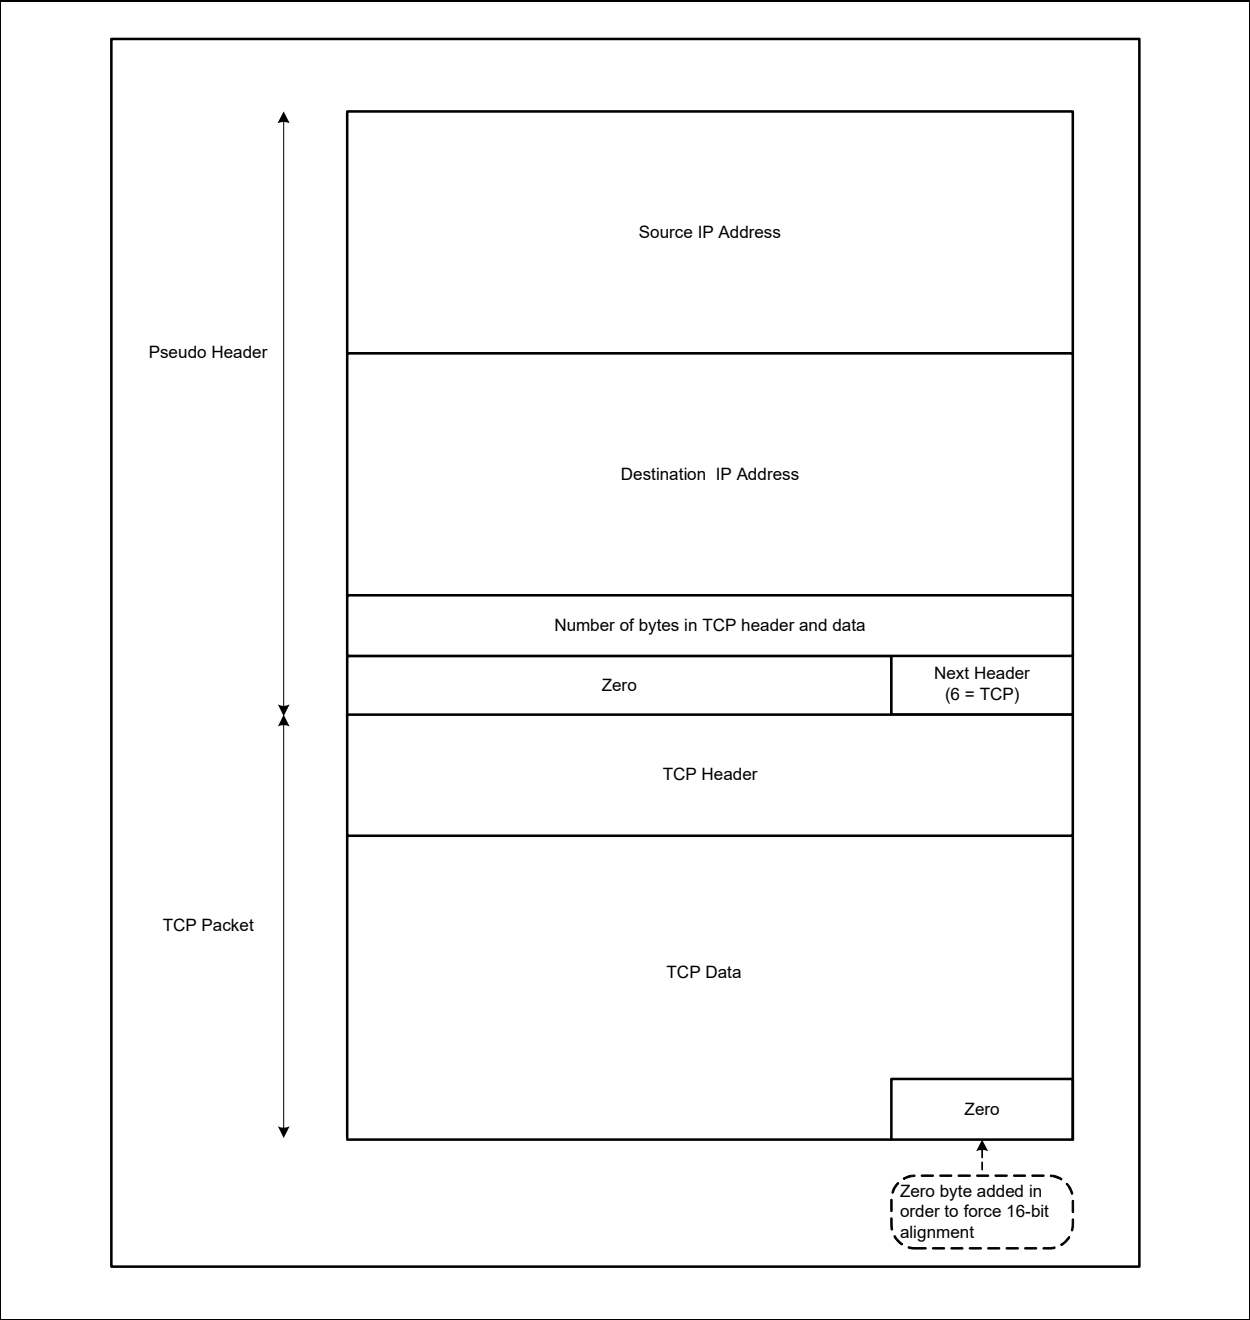 Source IP Address
Pseudo Header
Destination  IP Address
Number of bytes in TCP header and data
Zero
Next Header
(6 = TCP)
TCP Header
TCP Packet
TCP Data
Zero
Zero byte added in
order to force 16-bit
alignment